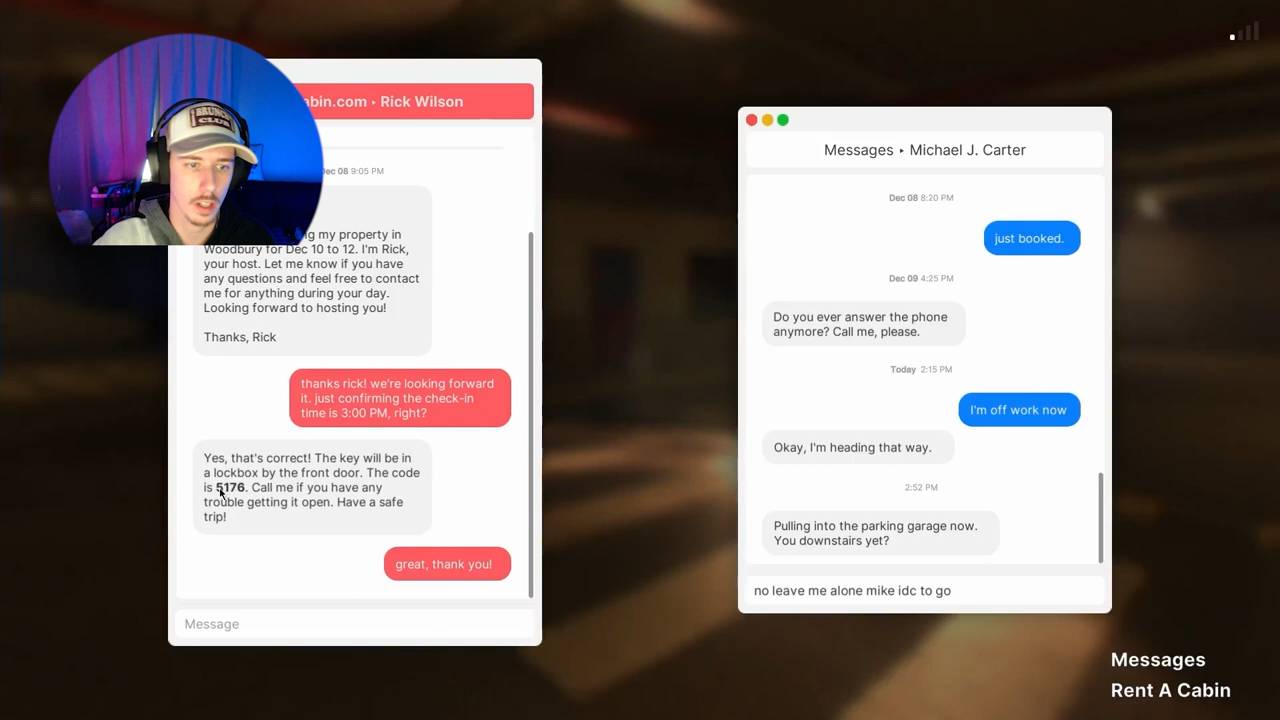 BRUNCH
CLUB
abin.com ▸ Rick Wilson
Dec 08 9:05 PM
my property in
Woodbury for Dec 10 to 12. I'm Rick,
your host. Let me know if you have
any questions and feel free to contact
me for anything during your day.
Looking forward to hosting you!
Thanks, Rick
thanks rick! we're looking forward
it. just confirming the check-in
time is 3:00 PM, right?
Yes, that's correct! The key will be in
a lockbox by the front door. The code
is 5176. Call me if you have any
trouble getting it open. Have a safe
trip!
great, thank you!
Message
Messages ▸ Michael J. Carter
Dec 08 8:20 PM
just booked.
Dec 09 4:25 PM
Do you ever answer the phone
anymore? Call me, please.
Today 2:15 PM
I'm off work now
Okay, I'm heading that way.
2:52 PM
Pulling into the parking garage now.
You downstairs yet?
no leave me alone mike idc to go
Messages
Rent A Cabin